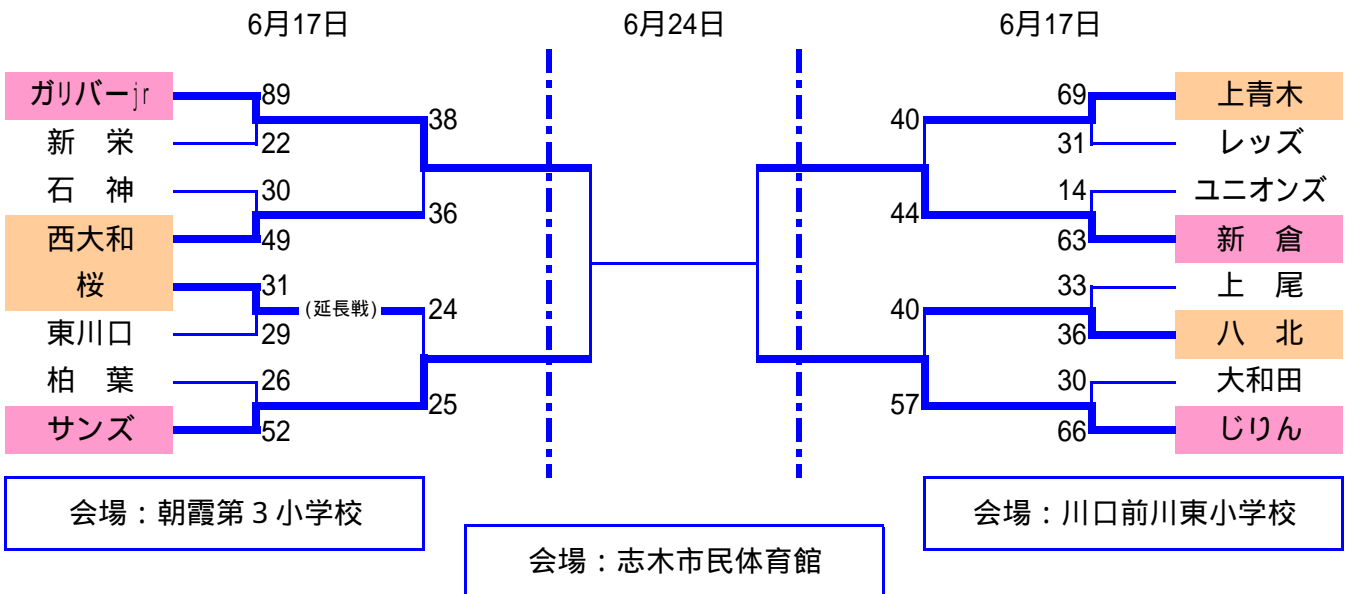 6月17日
6月24日
6月17日
ガリバーjr
89
38
40
69
上青木
新　栄
22
31
レッズ
石　神
30
14
ユニオンズ
36
44
西大和
49
63
新　倉
桜
31
33
上　尾
(延長戦)
24
40
東川口
29
36
八　北
柏　葉
26
30
大和田
25
57
サンズ
52
66
じりん
会場：朝霞第３小学校
会場：川口前川東小学校
会場：志木市民体育館